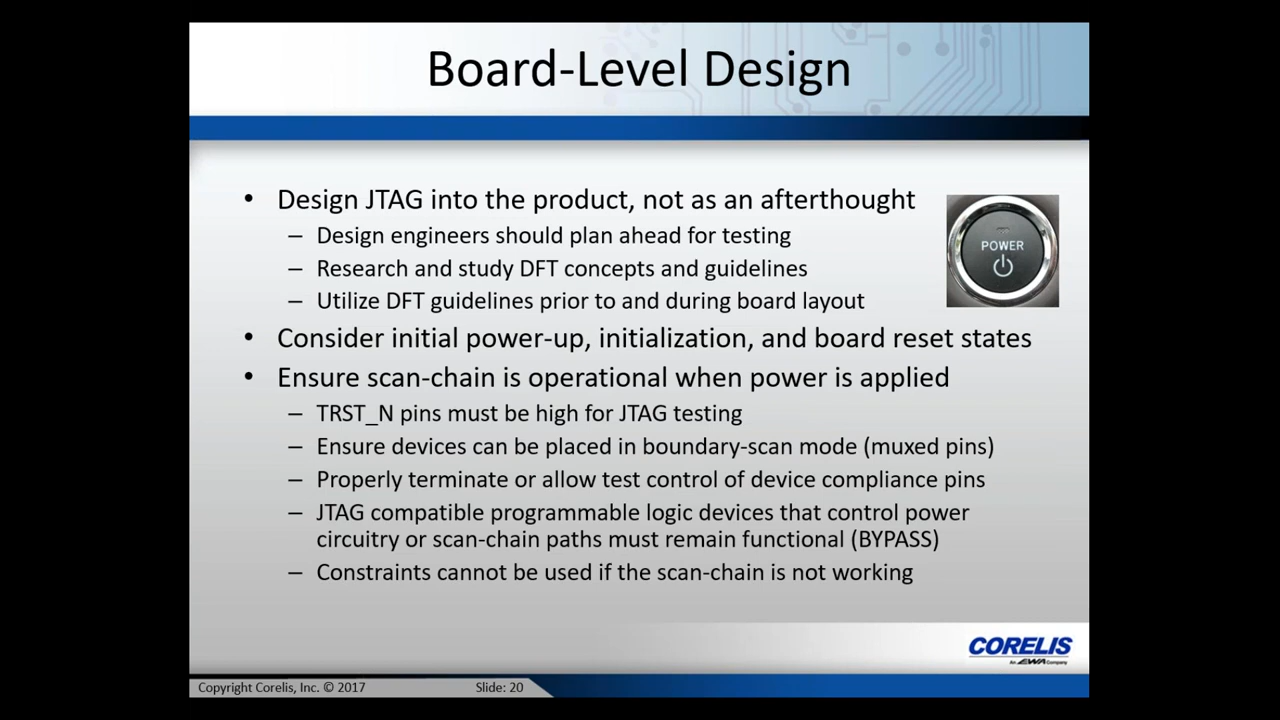 Board-Level Design
• Design JTAG into the product, not as an afterthought
– Design engineers should plan ahead for testing
– Research and study DFT concepts and guidelines
– Utilize DFT guidelines prior to and during board layout
POWER
• Consider initial power-up, initialization, and board reset states
• Ensure scan-chain is operational when power is applied
– TRST_N pins must be high for JTAG testing
– Ensure devices can be placed in boundary-scan mode (muxed pins)
– Properly terminate or allow test control of device compliance pins
– JTAG compatible programmable logic devices that control power
circuitry or scan-chain paths must remain functional (BYPASS)
– Constraints cannot be used if the scan-chain is not working
CORELIS
An EWA Company
Copyright Corelis, Inc. © 2017
Slide: 20